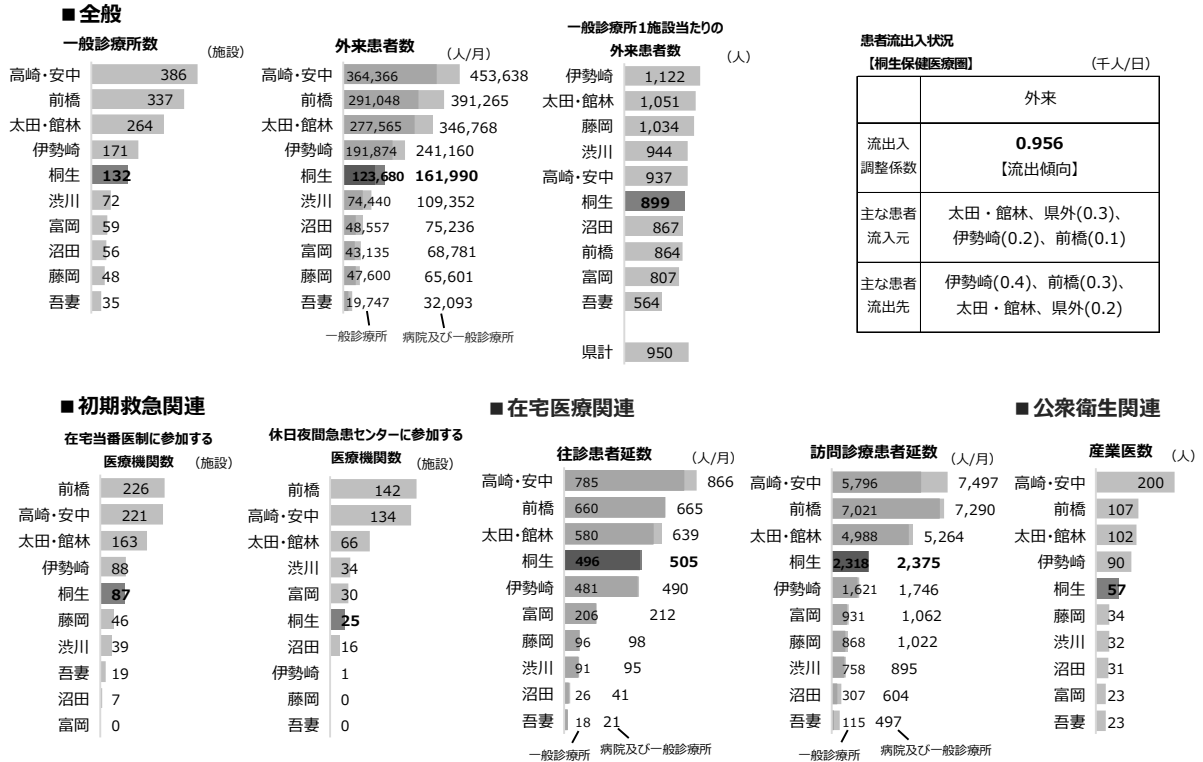 ■全般
一般診療所数
（施設）
高崎・安中 386
前橋 337
太田・館林 264
伊勢崎 171
桐生 132
渋川 72
富岡 59
沼田 56
藤岡 48
吾妻 35
外来患者数
（人/月）
高崎・安中 364,366 453,638
前橋 291,048 391,265
太田・館林 277,565 346,768
伊勢崎 191,874 241,160
桐生 123,680 161,990
渋川 74,440 109,352
沼田 48,557 75,236
富岡 43,135 68,781
藤岡 47,600 65,601
吾妻 19,747 32,093
一般診療所 病院及び一般診療所
一般診療所1施設当たりの
外来患者数
（人）
伊勢崎 1,122
太田・館林 1,051
藤岡 1,034
渋川 944
高崎・安中 937
桐生 899
沼田 867
前橋 864
富岡 807
吾妻 564
県計 950
患者流出入状況
【桐生保健医療圏】 （千人/日）
外来
流出入
調整係数
0.956
【流出傾向】
主な患者
流入元
太田・館林、県外(0.3)、
伊勢崎(0.2)、前橋(0.1)
主な患者
流出先
伊勢崎(0.4)、前橋(0.3)、
太田・館林、県外(0.2)
■初期救急関連
在宅当番医制に参加する
医療機関数 （施設）
前橋 226
高崎・安中 221
太田・館林 163
伊勢崎 88
桐生 87
藤岡 46
渋川 39
吾妻 19
沼田 7
富岡 0
休日夜間急患センターに参加する
医療機関数 （施設）
前橋 142
高崎・安中 134
太田・館林 66
渋川 34
富岡 30
桐生 25
沼田 16
伊勢崎 1
藤岡 0
吾妻 0
■在宅医療関連
往診患者延数 （人/月）
高崎・安中 785 866
前橋 660 665
太田・館林 580 639
桐生 496 505
伊勢崎 481 490
富岡 206 212
藤岡 96 98
渋川 91 95
沼田 26 41
吾妻 18 21
一般診療所 病院及び一般診療所
訪問診療患者延数 （人/月）
高崎・安中 5,796 7,497
前橋 7,021 7,290
太田・館林 4,988 5,264
桐生 2,318 2,375
伊勢崎 1,621 1,746
富岡 931 1,062
藤岡 868 1,022
渋川 758 895
沼田 307 604
吾妻 115 497
一般診療所 病院及び一般診療所
■公衆衛生関連
産業医数
（人）
高崎・安中 200
前橋 107
太田・館林 102
伊勢崎 90
桐生 57
藤岡 34
渋川 32
沼田 31
富岡 23
吾妻 23